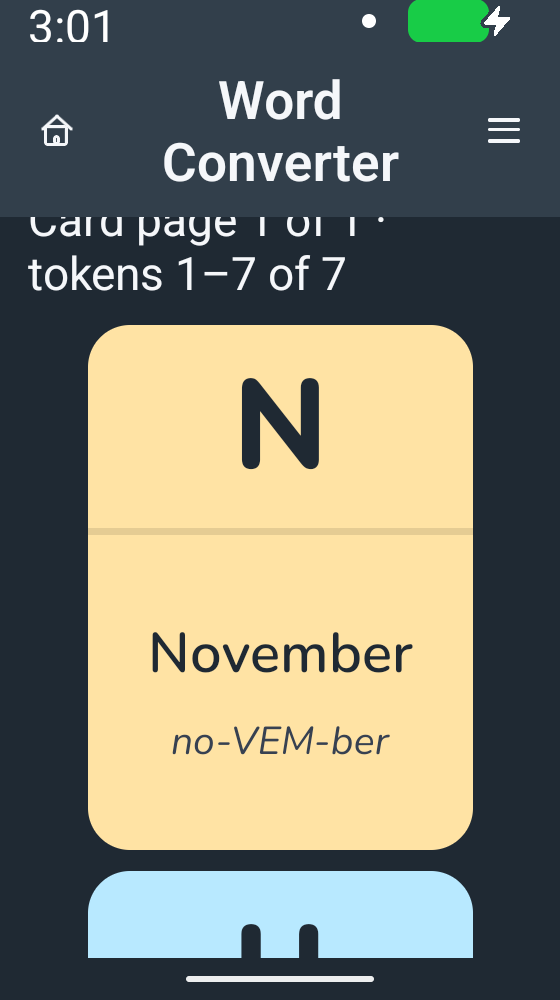 3:01
Word
Converter
Card page 1 of 1 ·
tokens 1–7 of 7
N
November
no-VEM-ber